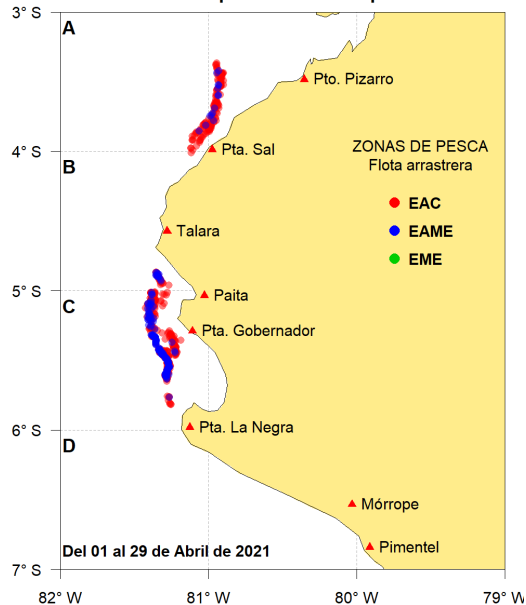 3° S
A
Pto. Pizarro
ZONAS DE PESCA
Flota arrastrera
4° S
Pta. Sal
B
EAC
Talara
EAME
EME
5° S
Paita
C
Pta. Gobernador
6° S
Pta. La Negra
D
Mórrope
Pimentel
Del 01 al 29 de Abril de 2021
7° S
82° W 81° W 80° W 79° W